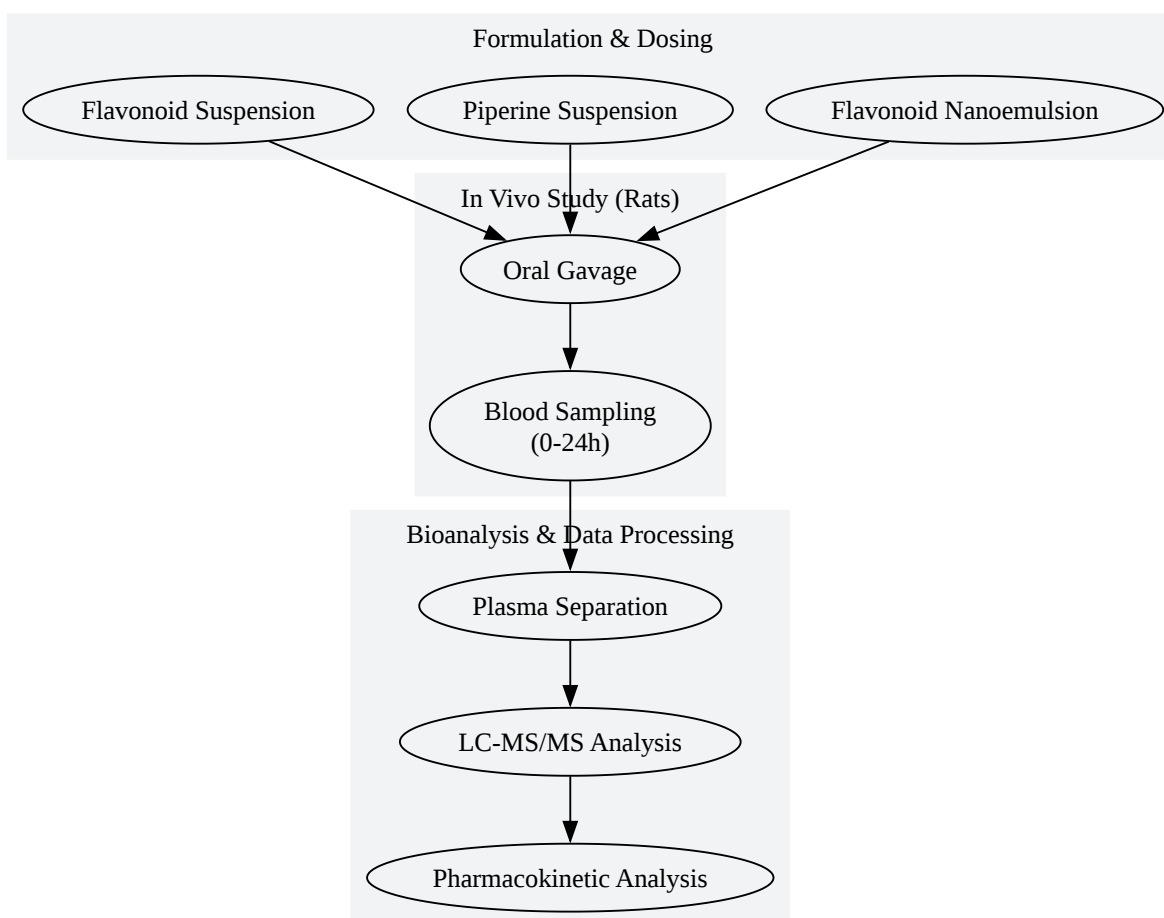 Formulation & Dosing
Flavonoid Suspension
Piperine Suspension
Flavonoid Nanoemulsion
In Vivo Study (Rats)
Oral Gavage
Blood Sampling
(0-24h)
Bioanalysis & Data Processing
Plasma Separation
LC-MS/MS Analysis
Pharmacokinetic Analysis